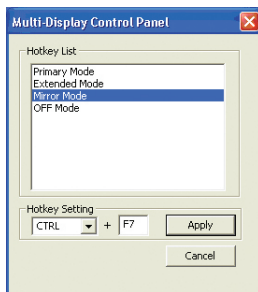 Multi-Display Control Panel
Hotkey List
Primary Mode
Extended Mode
Mirror Mode
OFF Mode
Hotkey Setting
CTRL + F7 Apply
Cancel